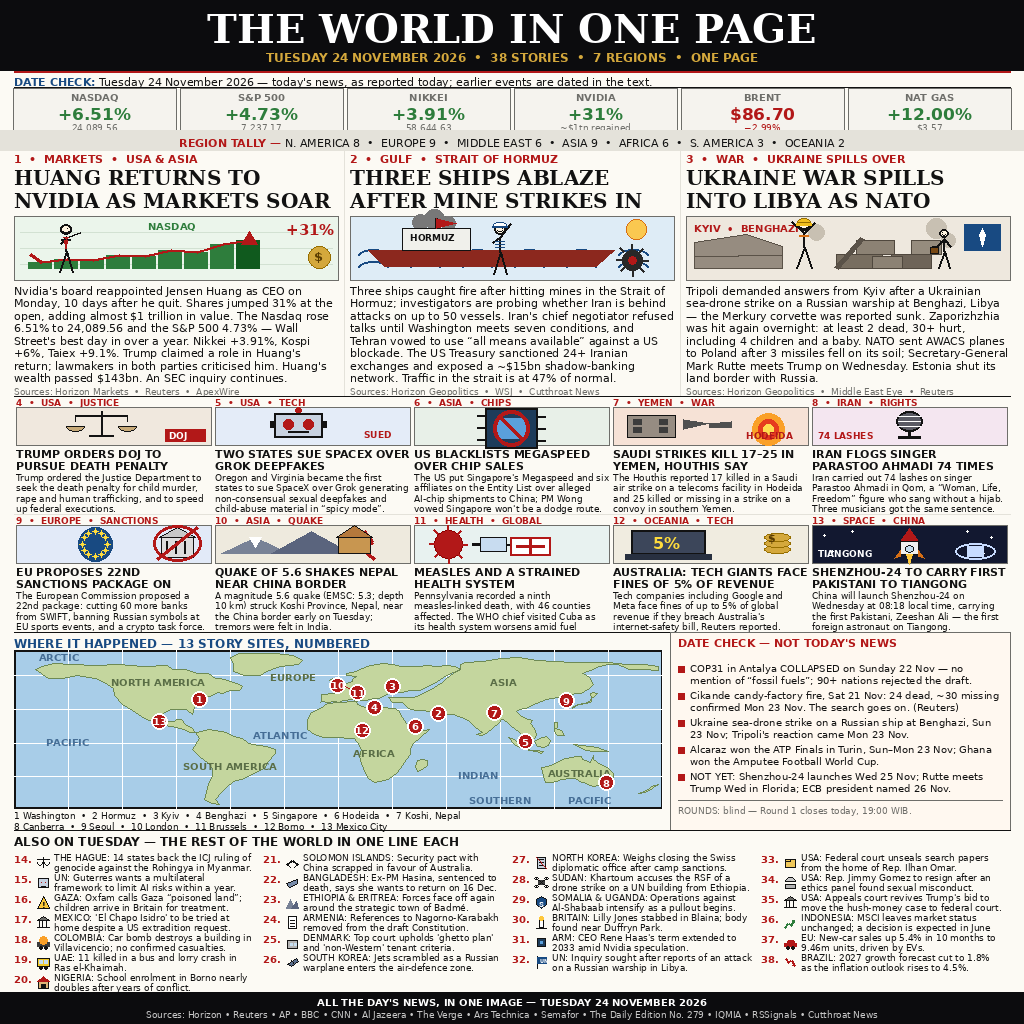 THE WORLD IN ONE PAGE
TUESDAY 24 NOVEMBER 2026 • 38 STORIES • 7 REGIONS • ONE PAGE
DATE CHECK: Tuesday 24 November 2026 — today's news, as reported today; earlier events are dated in the text.
NASDAQ
+6.51%
24,089.56
S&P 500
+4.73%
7,237.17
NIKKEI
+3.91%
58,644.63
NVIDIA
+31%
~$1tn regained
BRENT
$86.70
−2.99%
NAT GAS
+12.00%
$3.57
REGION TALLY — N. AMERICA 8 • EUROPE 9 • MIDDLE EAST 6 • ASIA 9 • AFRICA 6 • S. AMERICA 3 • OCEANIA 2
1 • MARKETS • USA & ASIA
HUANG RETURNS TO
NVIDIA AS MARKETS SOAR
NASDAQ
+31%
$
Nvidia's board reappointed Jensen Huang as CEO on
Monday, 10 days after he quit. Shares jumped 31% at the
open, adding almost $1 trillion in value. The Nasdaq rose
6.51% to 24,089.56 and the S&P 500 4.73% — Wall
Street's best day in over a year. Nikkei +3.91%, Kospi
+6%, Taiex +9.1%. Trump claimed a role in Huang's
return; lawmakers in both parties criticised him. Huang's
wealth passed $143bn. An SEC inquiry continues.
Sources: Horizon Markets • Reuters • ApexWire
2 • GULF • STRAIT OF HORMUZ
THREE SHIPS ABLAZE
AFTER MINE STRIKES IN
HORMUZ
Three ships caught fire after hitting mines in the Strait of
Hormuz; investigators are probing whether Iran is behind
attacks on up to 50 vessels. Iran's chief negotiator refused
talks until Washington meets seven conditions, and
Tehran vowed to use “all means available” against a US
blockade. The US Treasury sanctioned 24+ Iranian
exchanges and exposed a ~$15bn shadow-banking
network. Traffic in the strait is at 47% of normal.
Sources: Horizon Geopolitics • WSJ • Cutthroat News
3 • WAR • UKRAINE SPILLS OVER
UKRAINE WAR SPILLS
INTO LIBYA AS NATO
KYIV • BENGHAZI
Tripoli demanded answers from Kyiv after a Ukrainian
sea-drone strike on a Russian warship at Benghazi, Libya
— the Merkury corvette was reported sunk. Zaporizhzhia
was hit again overnight: at least 2 dead, 30+ hurt,
including 4 children and a baby. NATO sent AWACS planes
to Poland after 3 missiles fell on its soil; Secretary-General
Mark Rutte meets Trump on Wednesday. Estonia shut its
land border with Russia.
Sources: Horizon Geopolitics • Middle East Eye • Reuters
4 • USA • JUSTICE
DOJ
TRUMP ORDERS DOJ TO
PURSUE DEATH PENALTY
Trump ordered the Justice Department to
seek the death penalty for child murder,
rape and human trafficking, and to speed
up federal executions.
5 • USA • TECH
SUED
TWO STATES SUE SPACEX OVER
GROK DEEPFAKES
Oregon and Virginia became the first
states to sue SpaceX over Grok generating
non-consensual sexual deepfakes and
child-abuse material in “spicy mode”.
6 • ASIA • CHIPS
US BLACKLISTS MEGASPEED
OVER CHIP SALES
The US put Singapore's Megaspeed and six
affiliates on the Entity List over alleged
AI-chip shipments to China; PM Wong
vowed Singapore won't be a dodge route.
7 • YEMEN • WAR
HODEIDA
SAUDI STRIKES KILL 17–25 IN
YEMEN, HOUTHIS SAY
The Houthis reported 17 killed in a Saudi
air strike on a telecoms facility in Hodeida
and 25 killed or missing in a strike on a
convoy in southern Yemen.
8 • IRAN • RIGHTS
74 LASHES
IRAN FLOGS SINGER
PARASTOO AHMADI 74 TIMES
Iran carried out 74 lashes on singer
Parastoo Ahmadi in Qom, a “Woman, Life,
Freedom” figure who sang without a hijab.
Three musicians got the same sentence.
9 • EUROPE • SANCTIONS
EU PROPOSES 22ND
SANCTIONS PACKAGE ON
The European Commission proposed a
22nd package: cutting 60 more banks
from SWIFT, banning Russian symbols at
EU sports events, and a crypto task force.
10 • ASIA • QUAKE
QUAKE OF 5.6 SHAKES NEPAL
NEAR CHINA BORDER
A magnitude 5.6 quake (EMSC: 5.3; depth
10 km) struck Koshi Province, Nepal, near
the China border early on Tuesday;
tremors were felt in India.
11 • HEALTH • GLOBAL
MEASLES AND A STRAINED
HEALTH SYSTEM
Pennsylvania recorded a ninth
measles-linked death, with 46 counties
affected. The WHO chief visited Cuba as
its health system worsens amid fuel
12 • OCEANIA • TECH
5%
$
AUSTRALIA: TECH GIANTS FACE
FINES OF 5% OF REVENUE
Tech companies including Google and
Meta face fines of up to 5% of global
revenue if they breach Australia's
internet-safety bill, Reuters reported.
13 • SPACE • CHINA
TIANGONG
SHENZHOU-24 TO CARRY FIRST
PAKISTANI TO TIANGONG
China will launch Shenzhou-24 on
Wednesday at 08:18 local time, carrying
the first Pakistani, Zeeshan Ali — the first
foreign astronaut on Tiangong.
WHERE IT HAPPENED — 13 STORY SITES, NUMBERED
ARCTIC
NORTH AMERICA
EUROPE
ASIA
PACIFIC
ATLANTIC
AFRICA
SOUTH AMERICA
INDIAN
AUSTRALIA
SOUTHERN
PACIFIC
1
2
3
4
5
6
7
8
9
10
11
12
13
1 Washington • 2 Hormuz • 3 Kyiv • 4 Benghazi • 5 Singapore • 6 Hodeida • 7 Koshi, Nepal
8 Canberra • 9 Seoul • 10 London • 11 Brussels • 12 Borno • 13 Mexico City
DATE CHECK — NOT TODAY'S NEWS
COP31 in Antalya COLLAPSED on Sunday 22 Nov — no
mention of “fossil fuels”; 90+ nations rejected the draft.
Cikande candy-factory fire, Sat 21 Nov: 24 dead, ~30 missing
confirmed Mon 23 Nov. The search goes on. (Reuters)
Ukraine sea-drone strike on a Russian ship at Benghazi, Sun
23 Nov; Tripoli's reaction came Mon 23 Nov.
Alcaraz won the ATP Finals in Turin, Sun–Mon 23 Nov; Ghana
won the Amputee Football World Cup.
NOT YET: Shenzhou-24 launches Wed 25 Nov; Rutte meets
Trump Wed in Florida; ECB president named 26 Nov.
ROUNDS: blind — Round 1 closes today, 19:00 WIB.
ALSO ON TUESDAY — THE REST OF THE WORLD IN ONE LINE EACH
14. THE HAGUE: 14 states back the ICJ ruling of
genocide against the Rohingya in Myanmar.
15. UN: Guterres wants a multilateral
framework to limit AI risks within a year.
16. GAZA: Oxfam calls Gaza “poisoned land”;
children arrive in Britain for treatment.
17. MEXICO: 'El Chapo Isidro' to be tried at
home despite a US extradition request.
18. COLOMBIA: Car bomb destroys a building in
Villavicencio; no confirmed casualties.
19. UAE: 11 killed in a bus and lorry crash in
Ras el-Khaimah.
20. NIGERIA: School enrolment in Borno nearly
doubles after years of conflict.
21. SOLOMON ISLANDS: Security pact with
China scrapped in favour of Australia.
22. BANGLADESH: Ex-PM Hasina, sentenced to
death, says she wants to return on 16 Dec.
23. ETHIOPIA & ERITREA: Forces face off again
around the strategic town of Badmé.
24. ARMENIA: References to Nagorno-Karabakh
removed from the draft Constitution.
25. DENMARK: Top court upholds 'ghetto plan'
and 'non-Western' tenant criteria.
26. SOUTH KOREA: Jets scrambled as a Russian
warplane enters the air-defence zone.
27. NORTH KOREA: Weighs closing the Swiss
diplomatic office after camp sanctions.
28. SUDAN: Khartoum accuses the RSF of a
drone strike on a UN building from Ethiopia.
29. SOMALIA & UGANDA: Operations against
Al-Shabaab intensify as a pullout begins.
30. BRITAIN: Lilly Jones stabbed in Blaina; body
found near Duffryn Park.
31. ARM: CEO Rene Haas's term extended to
2033 amid Nvidia speculation.
32. UN: Inquiry sought after reports of an attack
on a Russian warship in Libya.
33. USA: Federal court unseals search papers
from the home of Rep. Ilhan Omar.
34. USA: Rep. Jimmy Gomez to resign after an
ethics panel found sexual misconduct.
35. USA: Appeals court revives Trump's bid to
move the hush-money case to federal court.
36. INDONESIA: MSCI leaves market status
unchanged; a decision is expected in June
37. EU: New-car sales up 5.4% in 10 months to
9.46m units, driven by EVs.
38. BRAZIL: 2027 growth forecast cut to 1.8%
as the inflation outlook rises to 4.5%.
ALL THE DAY'S NEWS, IN ONE IMAGE — TUESDAY 24 NOVEMBER 2026
Sources: Horizon • Reuters • AP • BBC • CNN • Al Jazeera • The Verge • Ars Technica • Semafor • The Daily Edition No. 279 • IQMIA • RSSignals • Cutthroat News